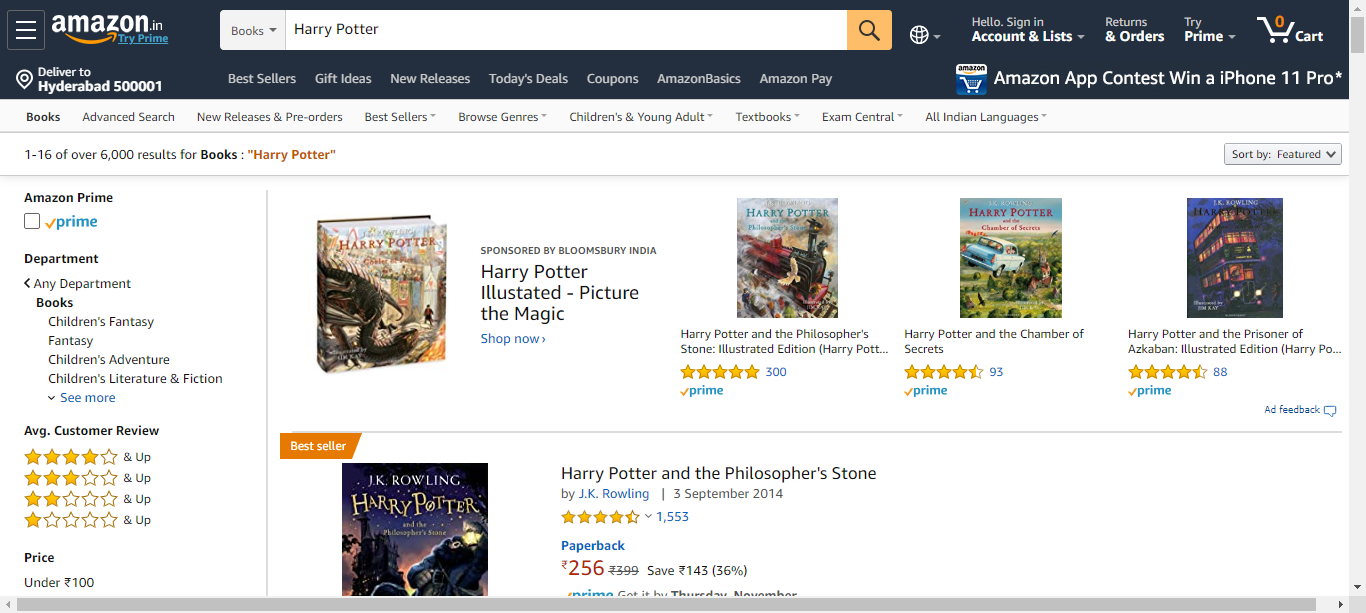 amazon.in
Try Prime
Books
Harry Potter
Hello. Sign in
Account & Lists
Returns
& Orders
Try
Prime
0
Cart
Deliver to
Hyderabad 500001
Best Sellers
Gift Ideas
New Releases
Today's Deals
Coupons
AmazonBasics
Amazon Pay
amazon
Amazon App Contest Win a iPhone 11 Pro*
Books
Advanced Search
New Releases & Pre-orders
Best Sellers
Browse Genres
Children's & Young Adult
Textbooks
Exam Central
All Indian Languages
1-16 of over 6,000 results for Books : "Harry Potter"
Sort by: Featured
Amazon Prime
prime
Department
Any Department
Books
Children's Fantasy
Fantasy
Children's Adventure
Children's Literature & Fiction
See more
Avg. Customer Review
& Up
& Up
& Up
& Up
Price
Under ₹100
J.K. ROWLING
HARRY POTTER
SPONSORED BY BLOOMSBURY INDIA
Harry Potter
Illustated - Picture
the Magic
Shop now ›
J.K. ROWLING
HARRY POTTER
and the
Philosopher's Stone
Harry Potter and the Philosopher's
Stone: Illustrated Edition (Harry Pott...
300
prime
J.K. ROWLING
HARRY POTTER
and the
Chamber of Secrets
Harry Potter and the Chamber of
Secrets
93
prime
J.K. ROWLING
HARRY POTTER
Illustrated by
JIM KAY
Harry Potter and the Prisoner of
Azkaban: Illustrated Edition (Harry Po...
88
prime
Ad feedback
Best seller
J.K. ROWLING
HARRY POTTER
and the
Philosopher's Stone
Harry Potter and the Philosopher's Stone
by J.K. Rowling | 3 September 2014
1,553
Paperback
₹256 ₹399 Save ₹143 (36%)
prime Get it by Thursday, November